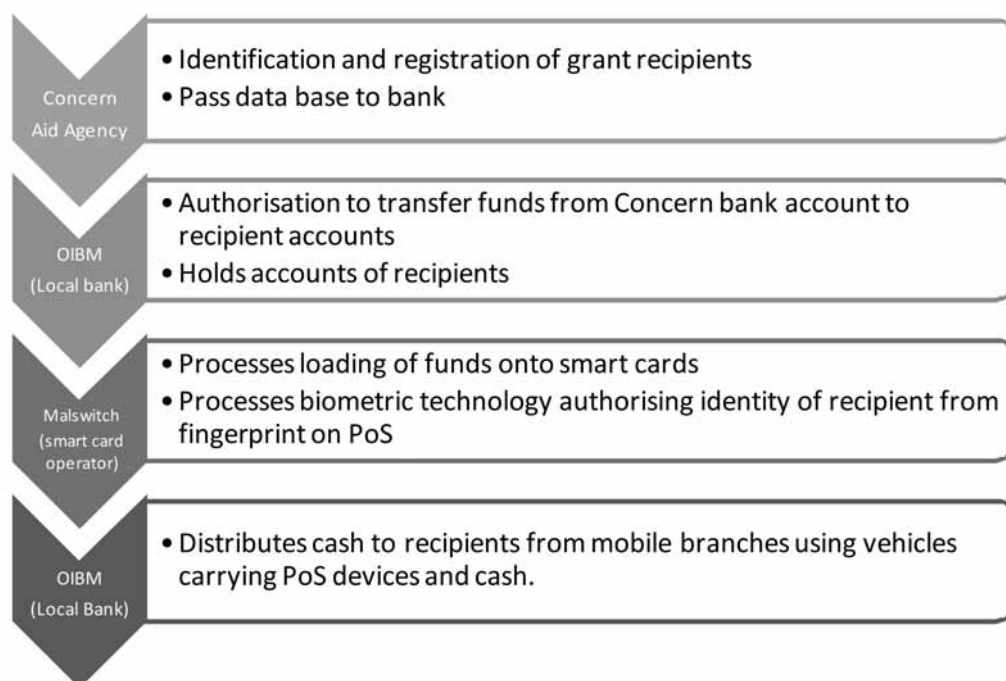 Concern
Aid Agency
• Identification and registration of grant recipients
• Pass data base to bank
OIBM
(Local bank)
• Authorisation to transfer funds from Concern bank account to
recipient accounts
• Holds accounts of recipients
Malswitch
(smart card
operator)
• Processes loading of funds onto smart cards
• Processes biometric technology authorising identity of recipient from
fingerprint on PoS
OIBM
(Local Bank)
• Distributes cash to recipients from mobile branches using vehicles
carrying PoS devices and cash.